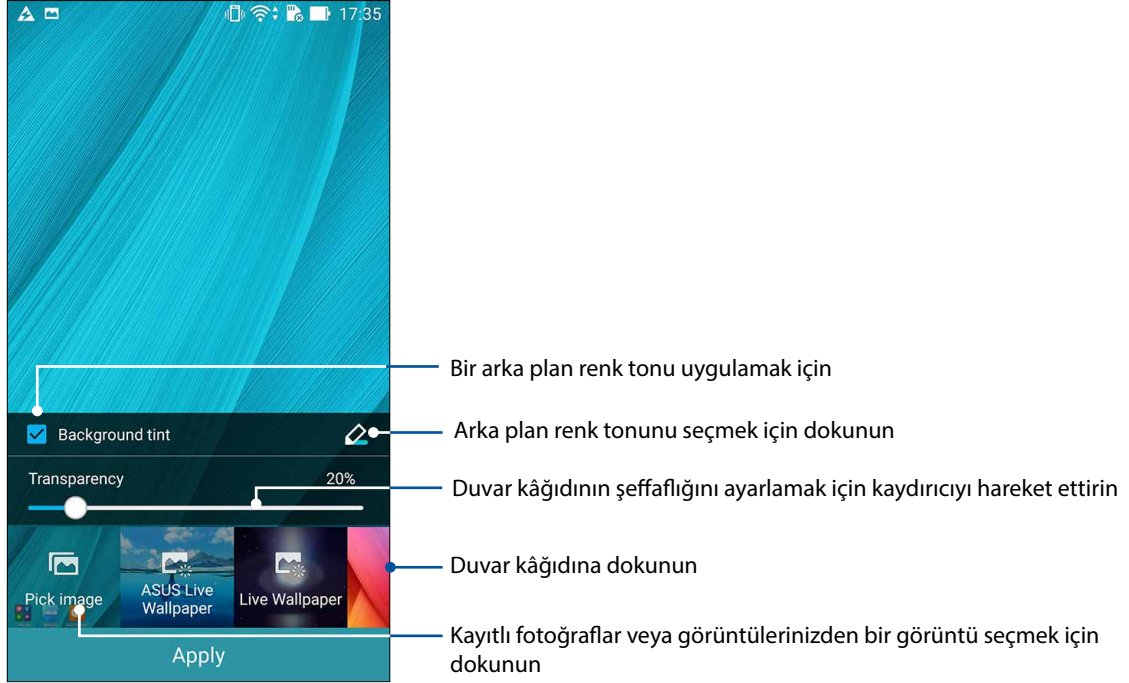 17:35
Bir arka plan renk tonu uygulamak için
Background tint
Arka plan renk tonunu seçmek için dokunun
Transparency 20%
Duvar kâğıdının şeffaflığını ayarlamak için kaydırıcıyı hareket ettirin
Duvar kâğıdına dokunun
Pick image
ASUS Live
Wallpaper
Live Wallpaper
Kayıtlı fotoğraflar veya görüntülerinizden bir görüntü seçmek için
dokunun
Apply